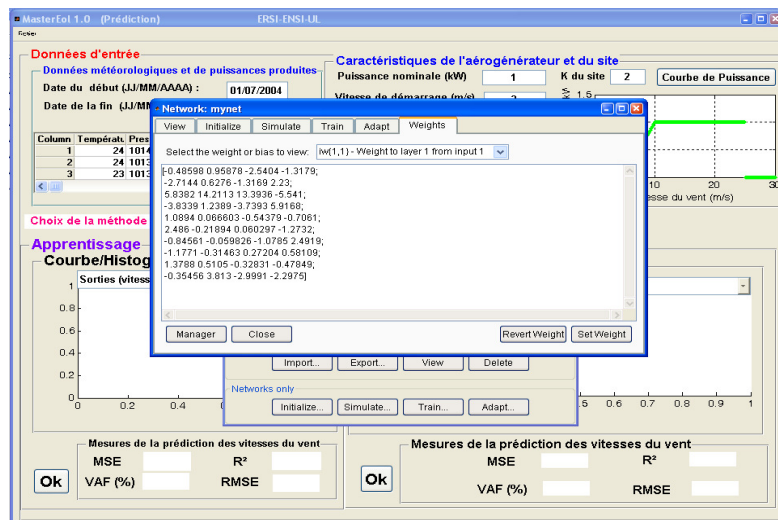 MasterEol 1.0 (Prédiction) ERSI-ENSI-UL
Données d'entrée
Données météorologiques et de puissances produites
Date du début (JJ/MM/AAAA) : 01/07/2004
Date de la fin (JJ/M
Column Températu Pres
1 24 1014
2 24 1013
3 23 1013
Choix de la méthode
Caractéristiques de l'aérogénérateur et du site
Puissance nominale (kW) 1 K du site 2 Courbe de Puissance
Vitesse de démarrage (m/s)
1.5
10 20 30
esse du vent (m/s)
Network: mynet
View Initialize Simulate Train Adapt Weights
Select the weight or bias to view: iw{1,1} - Weight to layer 1 from input 1
[-0.48598 0.95878 -2.5404 -1.3179;
-2.7144 0.6276 -1.3169 2.23;
5.8382 14.2113 13.3936 -5.541;
-3.8339 1.2389 -3.7393 5.9168;
1.0894 0.066603 -0.54379 -0.7061;
2.486 -0.21894 0.060297 -1.2732;
-0.84561 -0.059826 -1.0785 2.4919;
-1.1771 -0.31463 0.27204 0.58109;
1.3788 0.5105 -0.32831 -0.47849;
-0.35456 3.813 -2.9991 -2.2975]
Manager Close Revert Weight Set Weight
Import... Export... View Delete
Networks only
Initialize... Simulate... Train... Adapt...
Apprentissage
Courbe/Histog
Sorties (vitess
1
0.8
0.6
0.4
0.2
0
0 0.2 0.4
.5 0.6 0.7 0.8 0.9 1
Mesures de la prédiction des vitesses du vent
MSE R²
Ok VAF (%) RMSE
Mesures de la prédiction des vitesses du vent
MSE R²
Ok VAF (%) RMSE